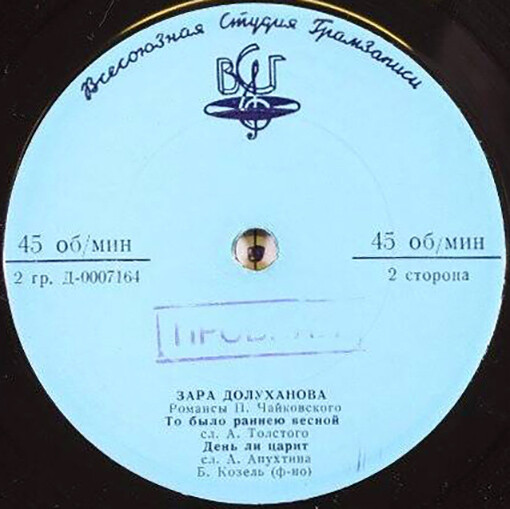 Всесоюзная Студия Грамзаписи
ВСГ
45 об/мин
2 гр. Д-0007164
45 об/мин
2 сторона
ЗАРА ДОЛУХАНОВА
Романсы П. Чайковского
То было раннею весной
сл. А. Толстого
День ли царит
сл. А. Апухтина
Б. Козель (ф-но)